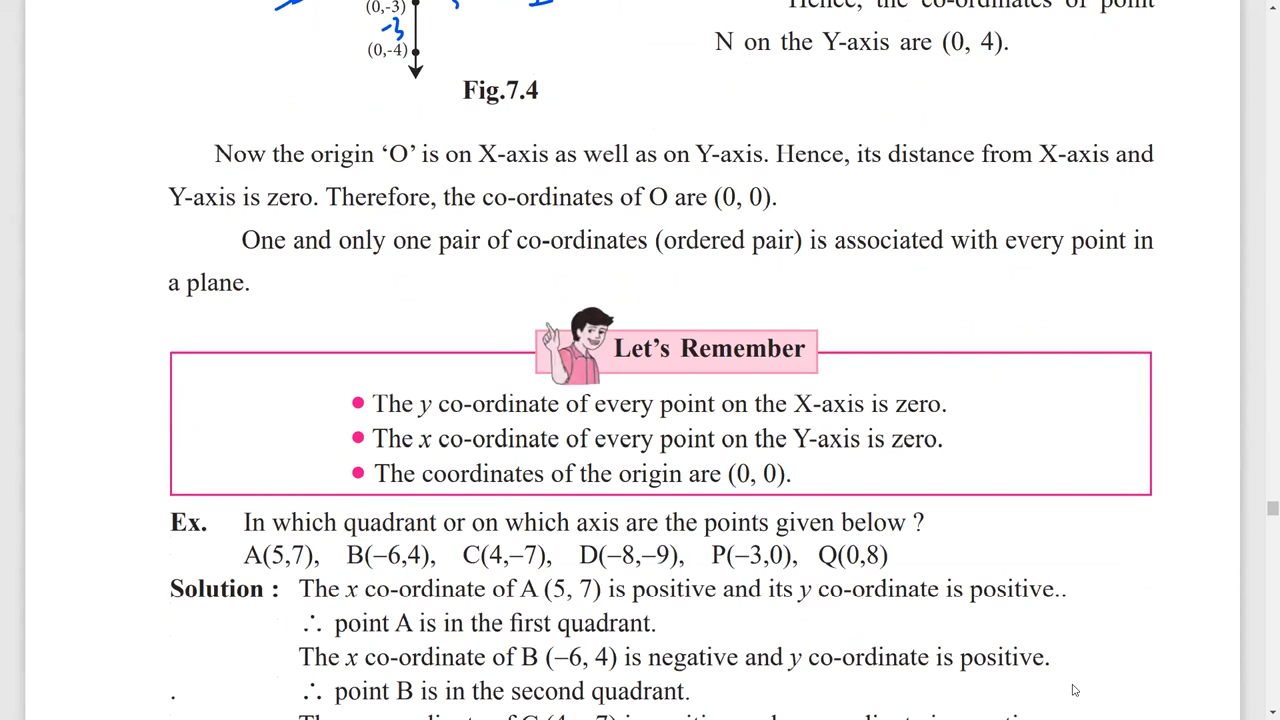 Hence, the co-ordinates of point
(0,-3)
-3
(0,-4)
N on the Y-axis are (0, 4).
Fig.7.4
Now the origin ‘O’ is on X-axis as well as on Y-axis. Hence, its distance from X-axis and
Y-axis is zero. Therefore, the co-ordinates of O are (0, 0).
One and only one pair of co-ordinates (ordered pair) is associated with every point in
a plane.
Let’s Remember
• The y co-ordinate of every point on the X-axis is zero.
• The x co-ordinate of every point on the Y-axis is zero.
• The coordinates of the origin are (0, 0).
Ex. In which quadrant or on which axis are the points given below ?
A(5,7), B(–6,4), C(4,–7), D(–8,–9), P(–3,0), Q(0,8)
Solution : The x co-ordinate of A (5, 7) is positive and its y co-ordinate is positive..
∴ point A is in the first quadrant.
The x co-ordinate of B (–6, 4) is negative and y co-ordinate is positive.
. ∴ point B is in the second quadrant.